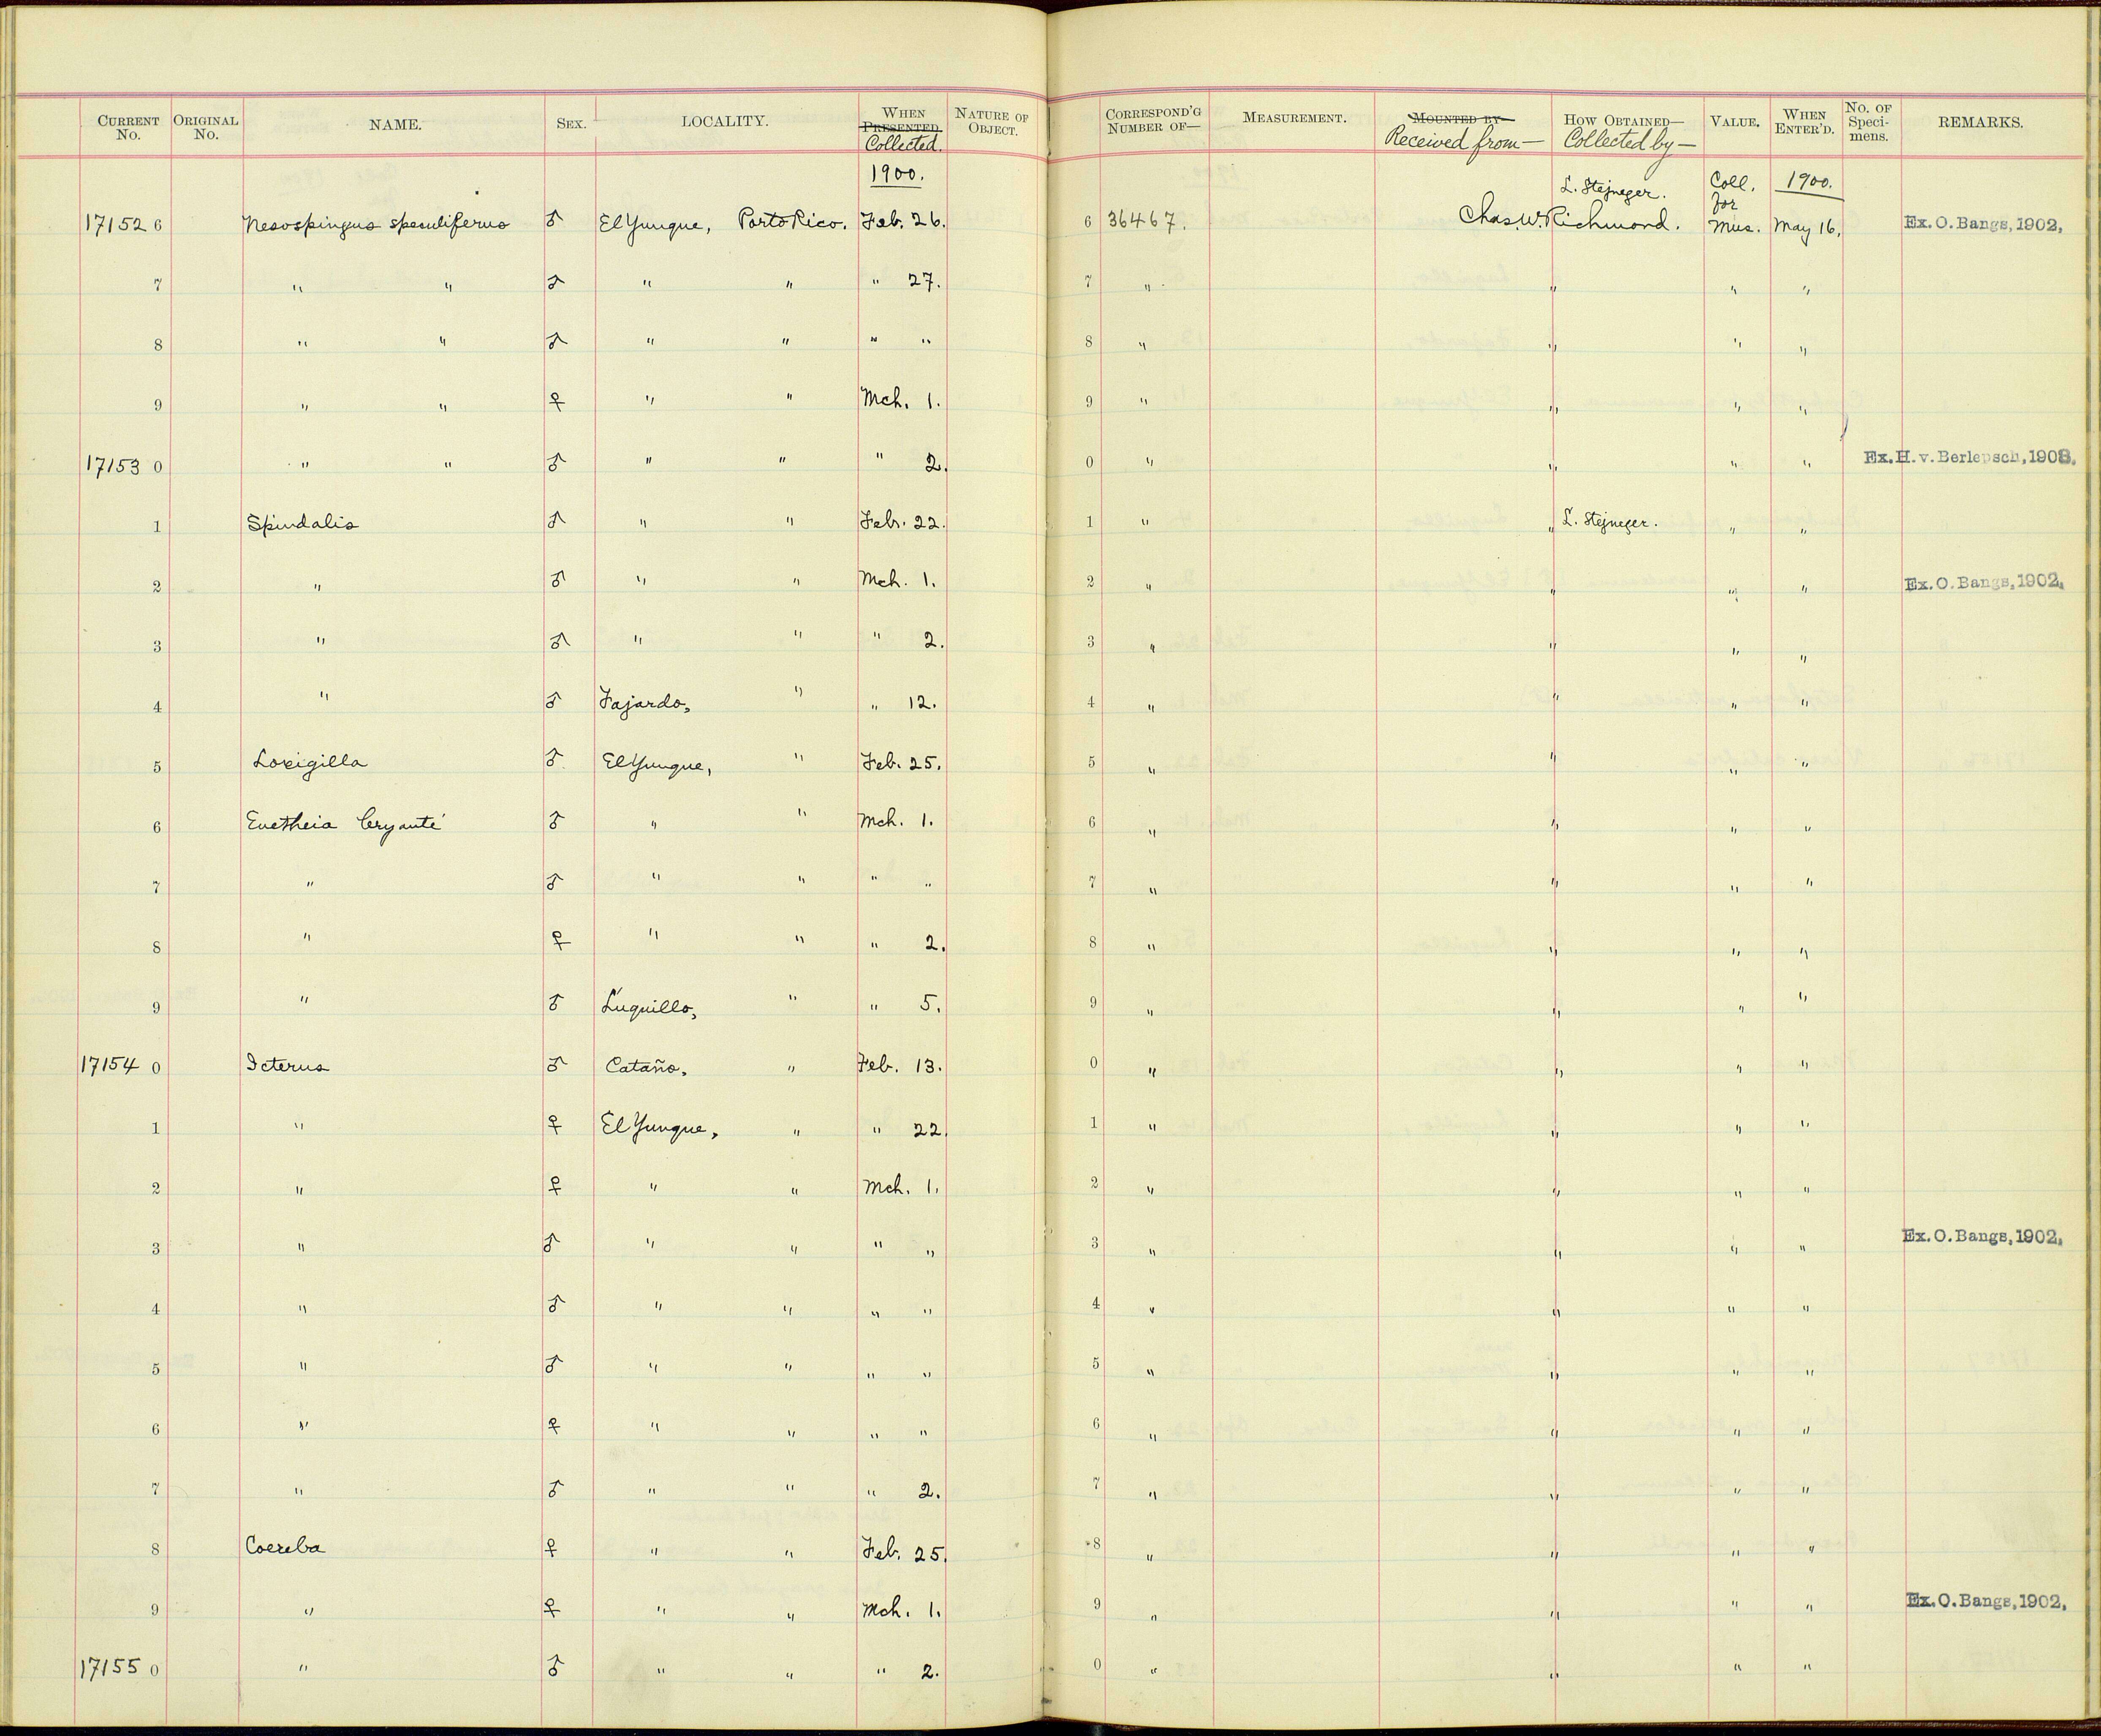 CURRENT No. ORIGINAL No. NAME. SEX. LOCALITY. WHEN PRESENTED Collected. NATURE OF OBJECT. CORRESPOND'G NUMBER OF— MEASUREMENT. MOUNTED BY— Received from— HOW OBTAINED— Collected by— VALUE. WHEN ENTER'D. No. OF Speci- mens. REMARKS.
1900. L. Stejneger. Coll. for 1900.
17152 6 Nesospingus speculiferus ♂ El Yunque, Porto Rico. Feb. 26. 6 36467. Chas. W. Richmond. Mus. May 16, Ex. O. Bangs, 1902,
7 " " ♂ " " " 27. 7 " " " "
8 " " ♂ " " " " 8 " " " "
9 " " ♀ " " Mch. 1. 9 " " " "
17153 0 " " ♂ " " " 2. 0 " " " " Ex. H. v. Berlepsch, 1908.
1 Spindalis ♂ " " Feb. 22. 1 " " L. Stejneger. " "
2 " ♂ " " Mch. 1. 2 " " " " Ex. O. Bangs, 1902,
3 " ♂ " " " 2. 3 " " " "
4 " ♂ Fajardo, " " 12. 4 " " " "
5 Loxigilla ♂ El Yunque, " Feb. 25. 5 " " " "
6 Euetheia bryanti ♂ " " Mch. 1. 6 " " " "
7 " ♂ " " " " 7 " " " "
8 " ♀ " " " 2. 8 " " " "
9 " ♂ Luquillo, " " 5. 9 " " " "
17154 0 Icterus ♂ Cataño, " Feb. 13. 0 " " " "
1 " ♀ El Yunque, " " 22. 1 " " " "
2 " ♀ " " Mch. 1. 2 " " " "
3 " ♂ " " " " 3 " " " " Ex. O. Bangs, 1902,
4 " ♂ " " " " 4 " " " "
5 " ♂ " " " " 5 " " " "
6 " ♀ " " " " 6 " " " "
7 " ♂ " " " 2. 7 " " " "
8 Coereba ♀ " " Feb. 25. 8 " " " "
9 " ♀ " " Mch. 1. 9 " " " " Ex. O. Bangs, 1902,
17155 0 " ♂ " " " 2. 0 " " " "